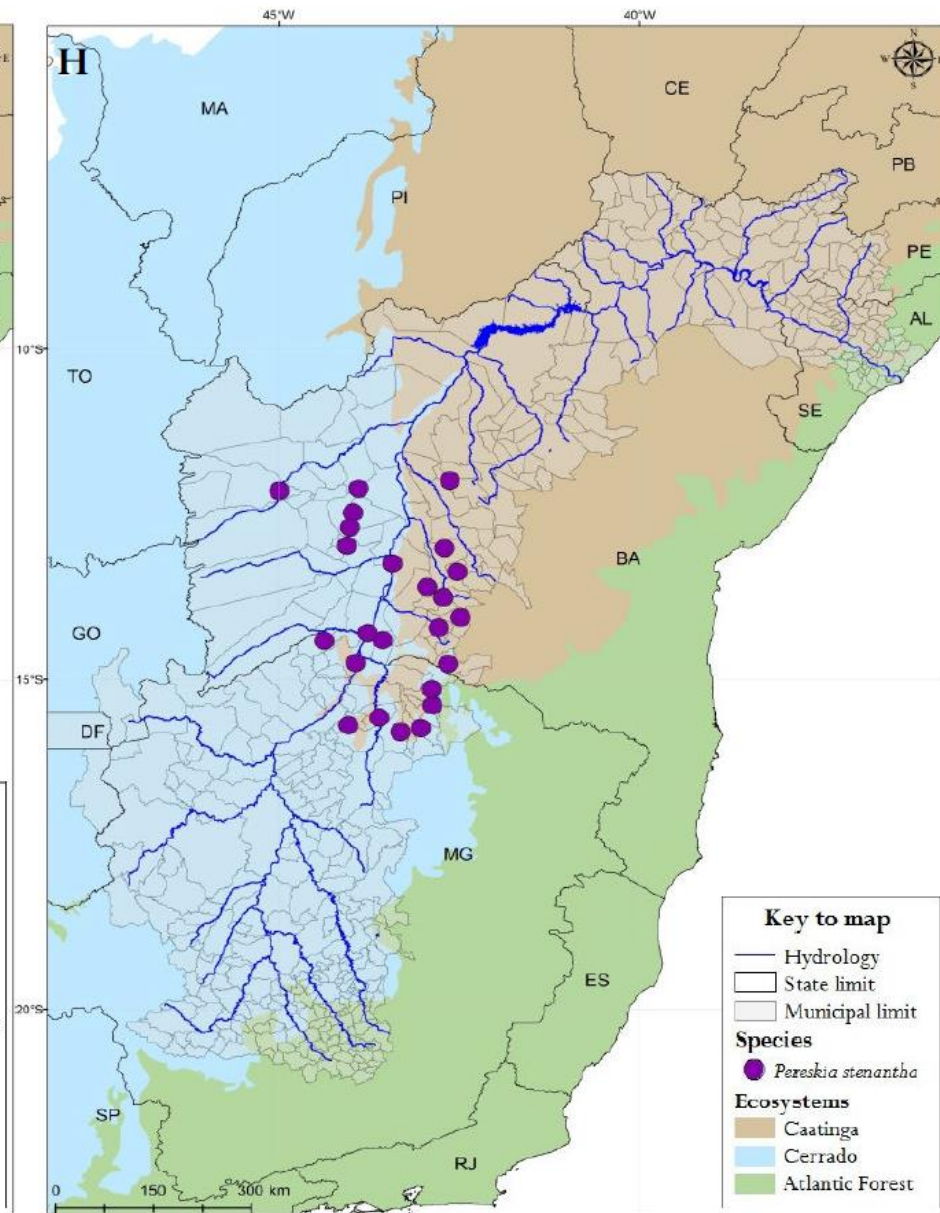 45°W
40°W
H
N
W
E
S
MA
CE
PB
PI
PE
AL
10°S
TO
SE
BA
GO
15°S
DF
MG
ES
20°S
SP
RJ
0 150 300 km
Key to map
Hydrology
State limit
Municipal limit
Species
Pereskia stenantha
Ecosystems
Caatinga
Cerrado
Atlantic Forest